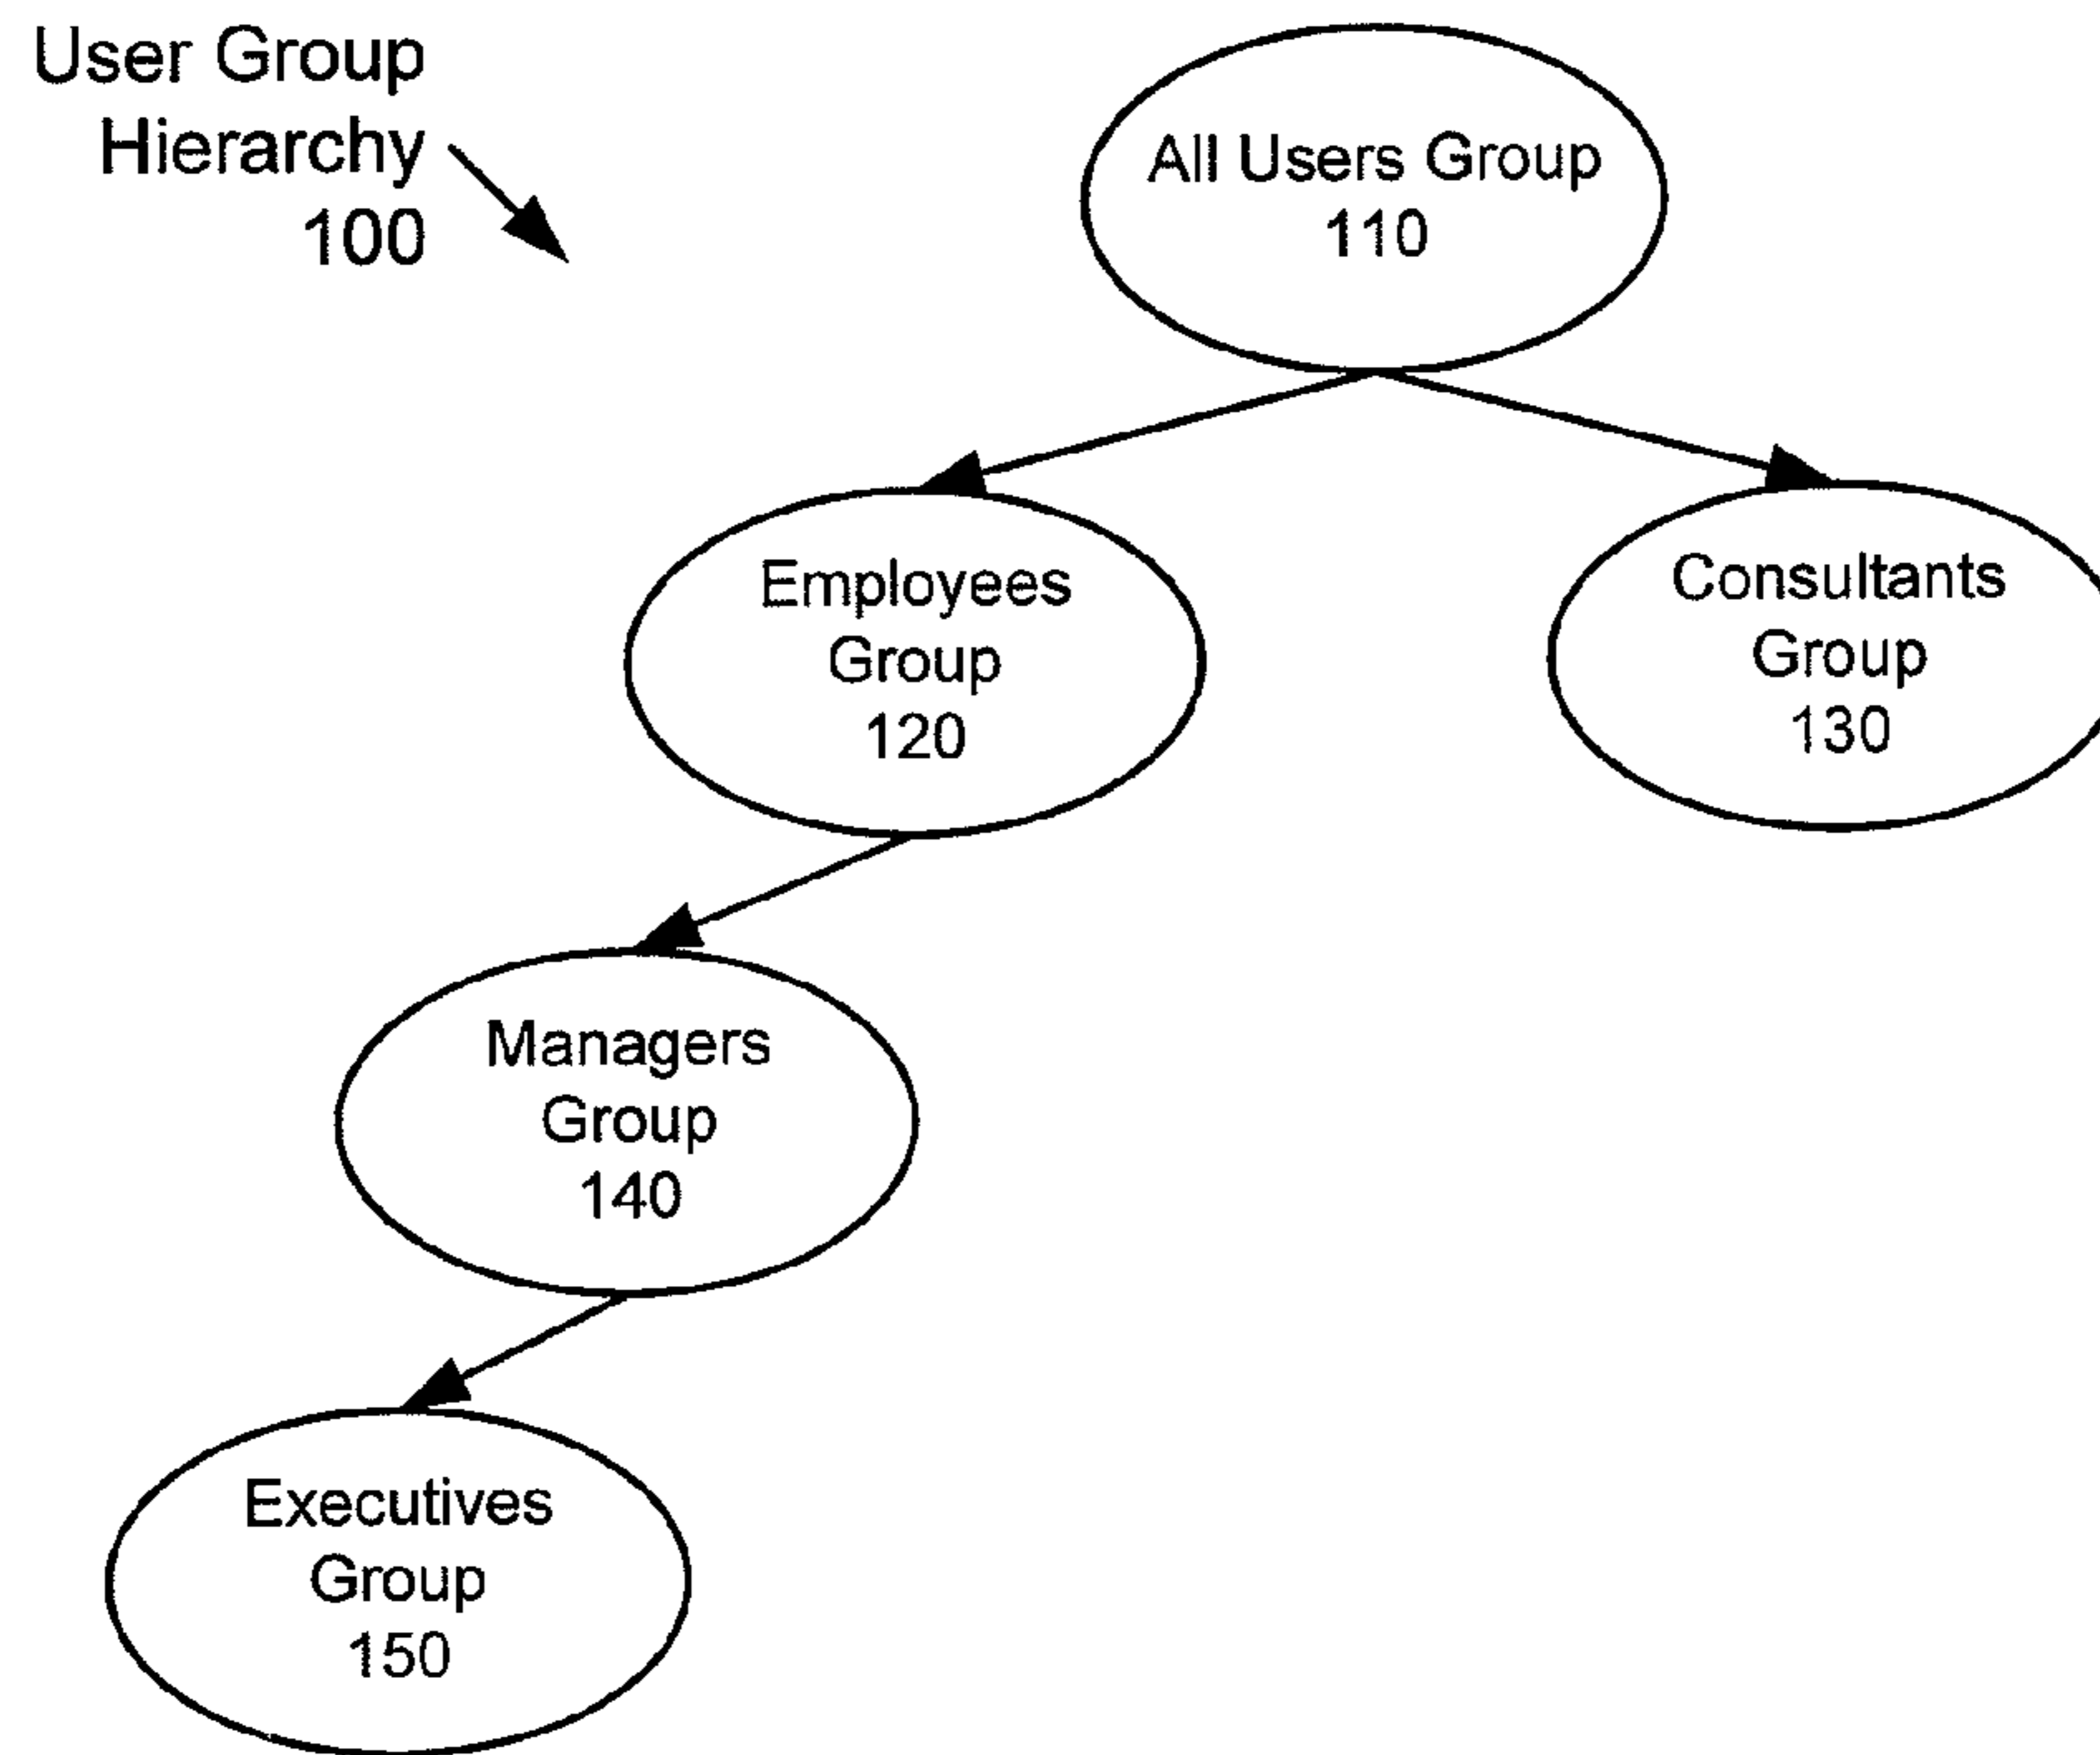 User Group
Hierarchy
100
All Users Group
110
Employees
Group
120
Consultants
Group
130
Managers
Group
140
Executives
Group
150